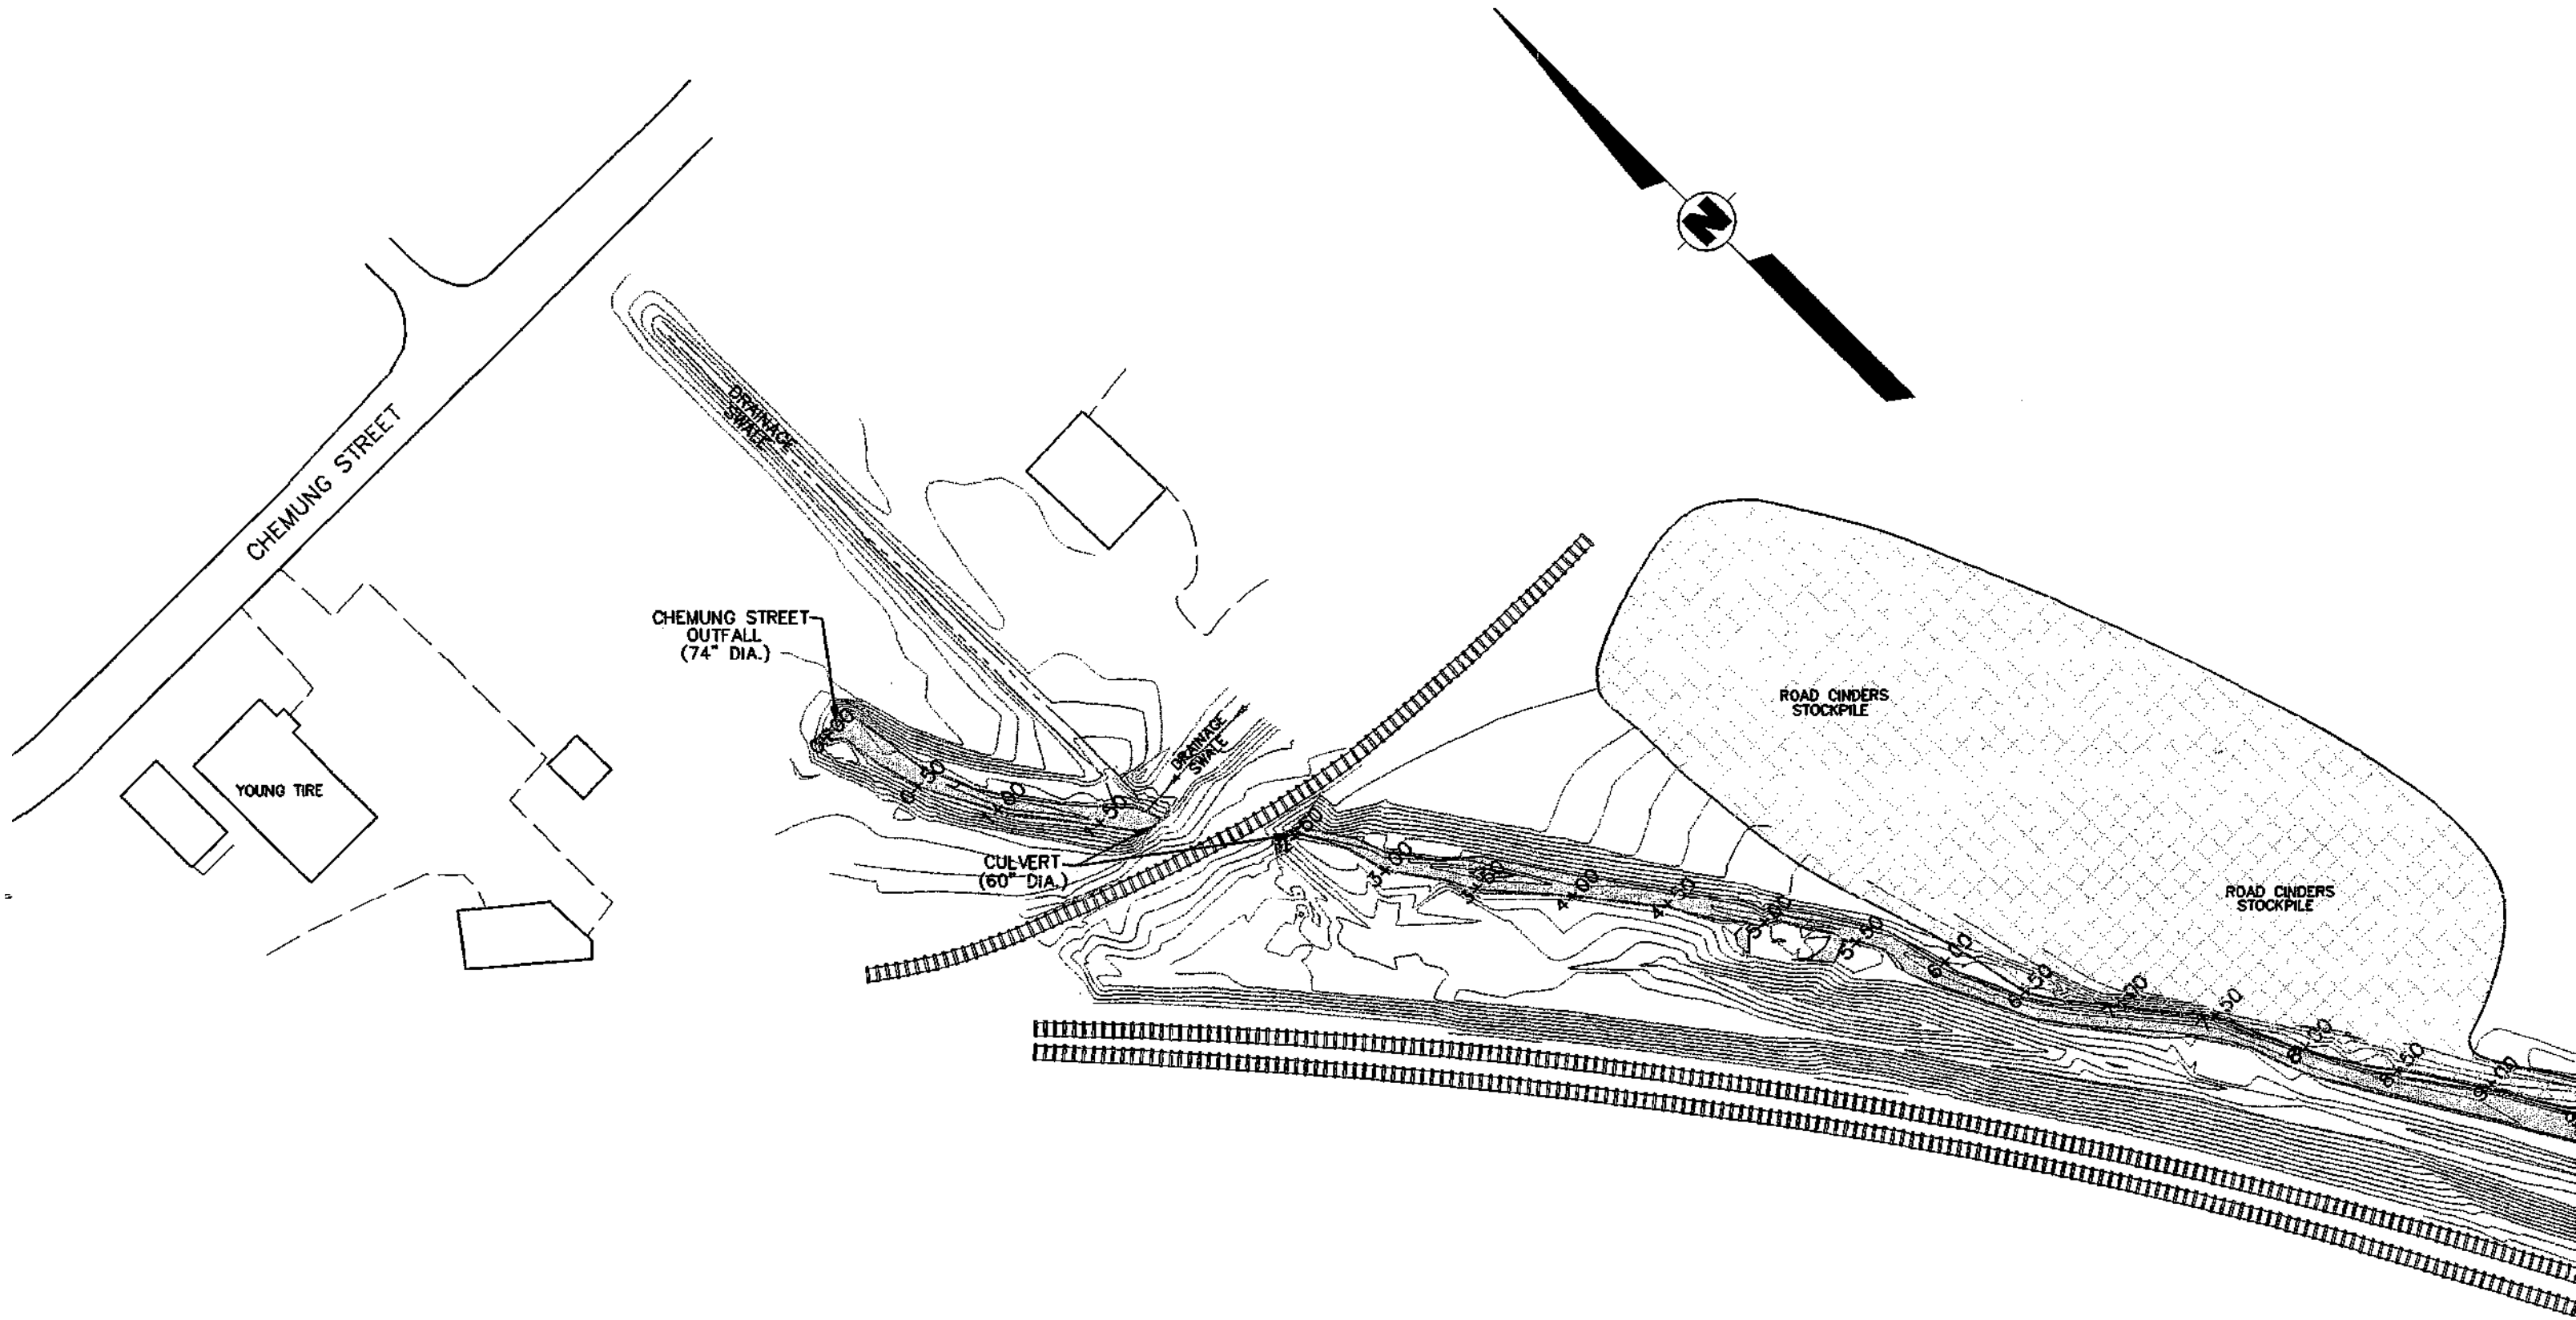 N
DRAINAGE
SWALE
CHEMUNG STREET
CHEMUNG STREET
OUTFALL
(74" DIA.)
ROAD CINDERS
STOCKPILE
DRAINAGE
SWALE
YOUNG TIRE
0+50
1+00
1+50
CULVERT
(60" DIA.)
3+00
3+50
4+00
4+50
5+00
5+50
ROAD CINDERS
STOCKPILE
6+00
6+50
7+00
7+50
8+00
8+50
9+00